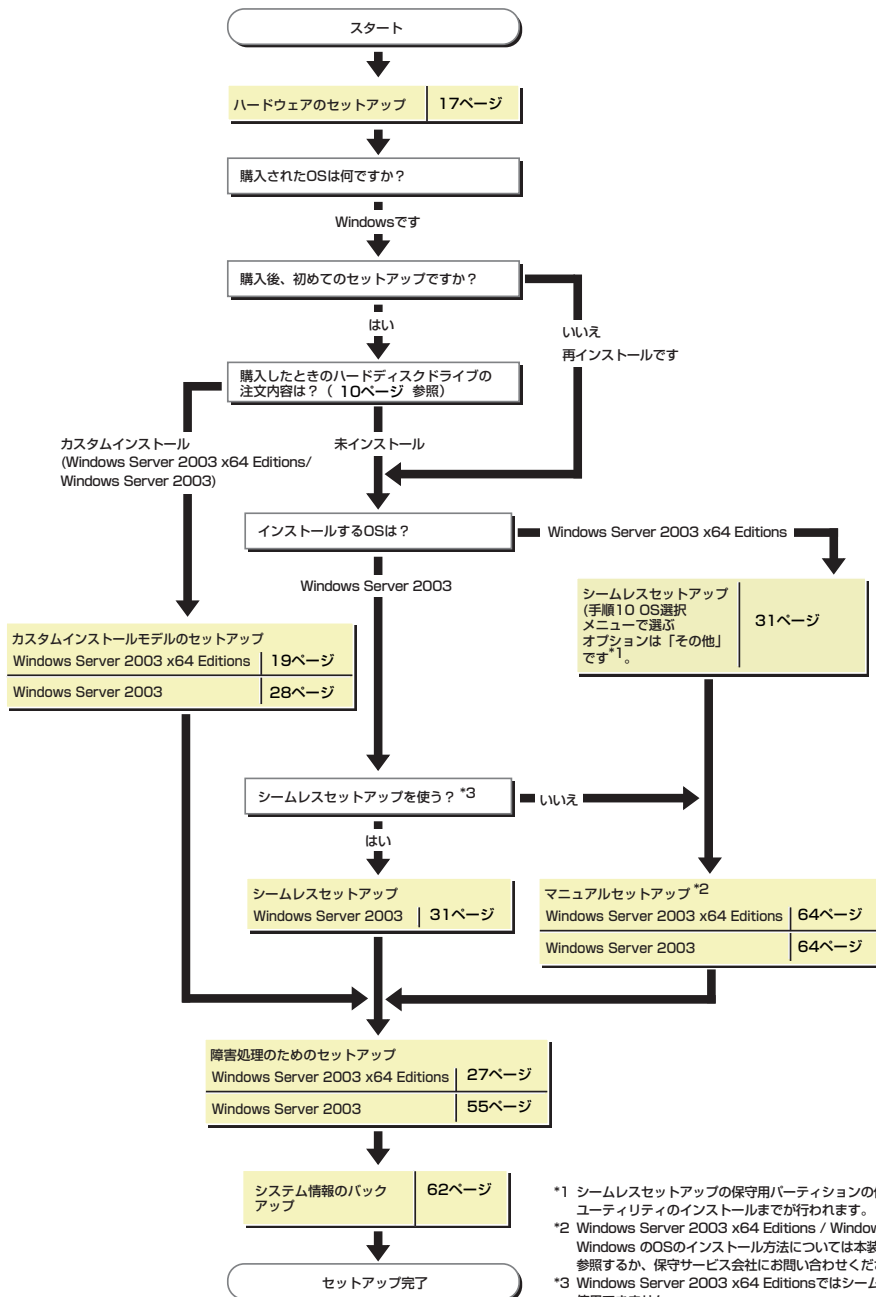 スタート
ハードウェアのセットアップ 17ページ
購入されたOSは何ですか？
Windowsです
購入後、初めてのセットアップですか？
はい
いいえ
再インストールです
購入したときのハードディスクドライブの
注文内容は？（ 10ページ 参照）
カスタムインストール
(Windows Server 2003 x64 Editions/
Windows Server 2003)
未インストール
インストールするOSは？
Windows Server 2003 x64 Editions
Windows Server 2003
シームレスセットアップ
(手順10 OS選択
メニューで選ぶ
オプションは「その他」
です*1。
31ページ
カスタムインストールモデルのセットアップ
Windows Server 2003 x64 Editions 19ページ
Windows Server 2003 28ページ
シームレスセットアップを使う？ *3
いいえ
はい
シームレスセットアップ
Windows Server 2003 31ページ
マニュアルセットアップ*2
Windows Server 2003 x64 Editions 64ページ
Windows Server 2003 64ページ
障害処理のためのセットアップ
Windows Server 2003 x64 Editions 27ページ
Windows Server 2003 55ページ
システム情報のバック
アップ
62ページ
セットアップ完了
*1 シームレスセットアップの保守用パーティションの
ユーティリティのインストールまでが行われます。
*2 Windows Server 2003 x64 Editions /
Windows のOSのインストール方法については本装
参照するか、保守サービス会社にお問い合わせくだ
*3 Windows Server 2003 x64 Editionsではシーム